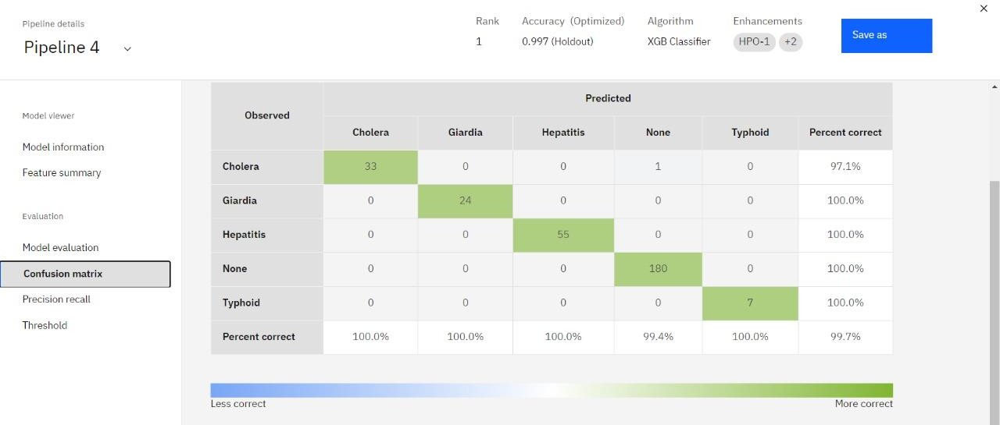 Pipeline details
Pipeline 4
Rank
1
Accuracy (Optimized)
0.997 (Holdout)
Algorithm
XGB Classifier
Enhancements
HPO-1 +2
Save as
Model viewer
Model information
Feature summary
Evaluation
Model evaluation
Confusion matrix
Precision recall
Threshold
Observed Predicted
Cholera Giardia Hepatitis None Typhoid Percent correct
Cholera 33 0 0 1 0 97.1%
Giardia 0 24 0 0 0 100.0%
Hepatitis 0 0 55 0 0 100.0%
None 0 0 0 180 0 100.0%
Typhoid 0 0 0 0 7 100.0%
Percent correct 100.0% 100.0% 100.0% 99.4% 100.0% 99.7%
Less correct More correct